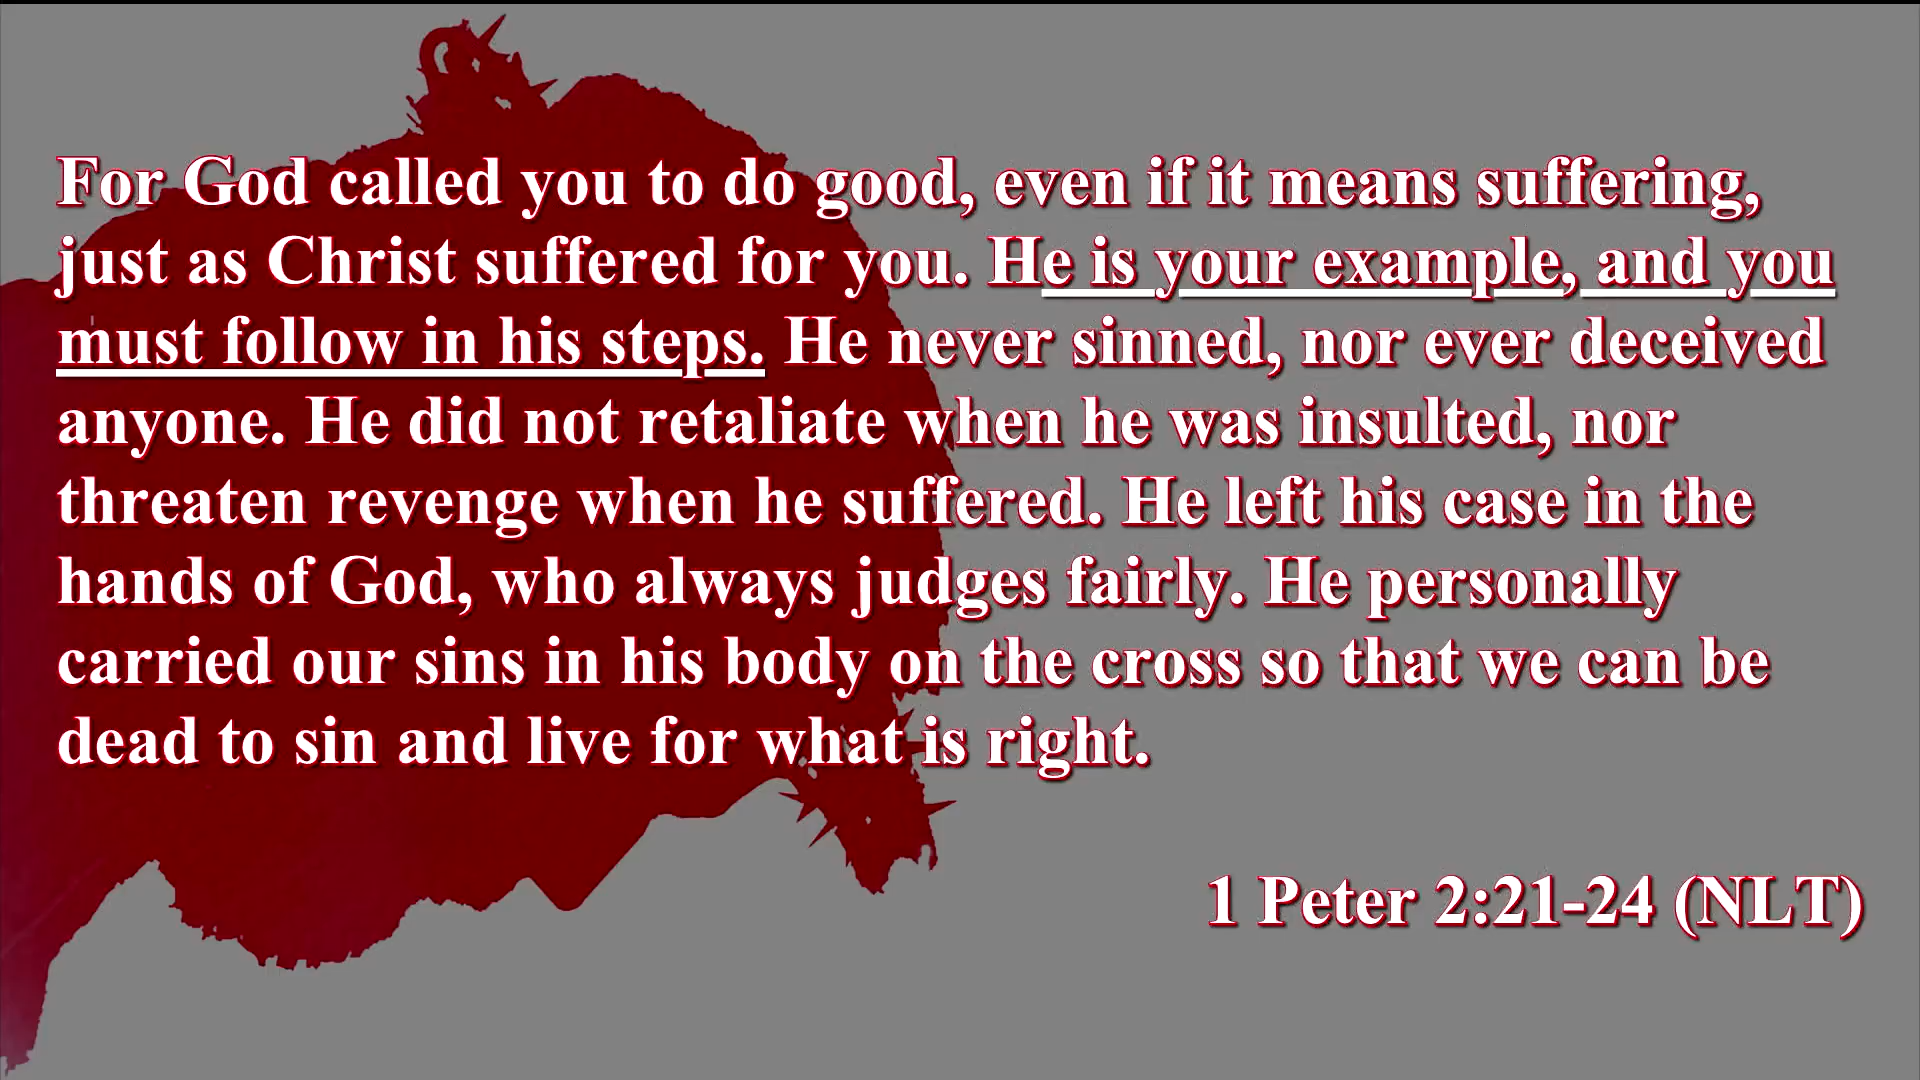 For God called you to do good, even if it means suffering,
just as Christ suffered for you. He is your example, and you
must follow in his steps. He never sinned, nor ever deceived
anyone. He did not retaliate when he was insulted, nor
threaten revenge when he suffered. He left his case in the
hands of God, who always judges fairly. He personally
carried our sins in his body on the cross so that we can be
dead to sin and live for what is right.
1 Peter 2:21-24 (NLT)